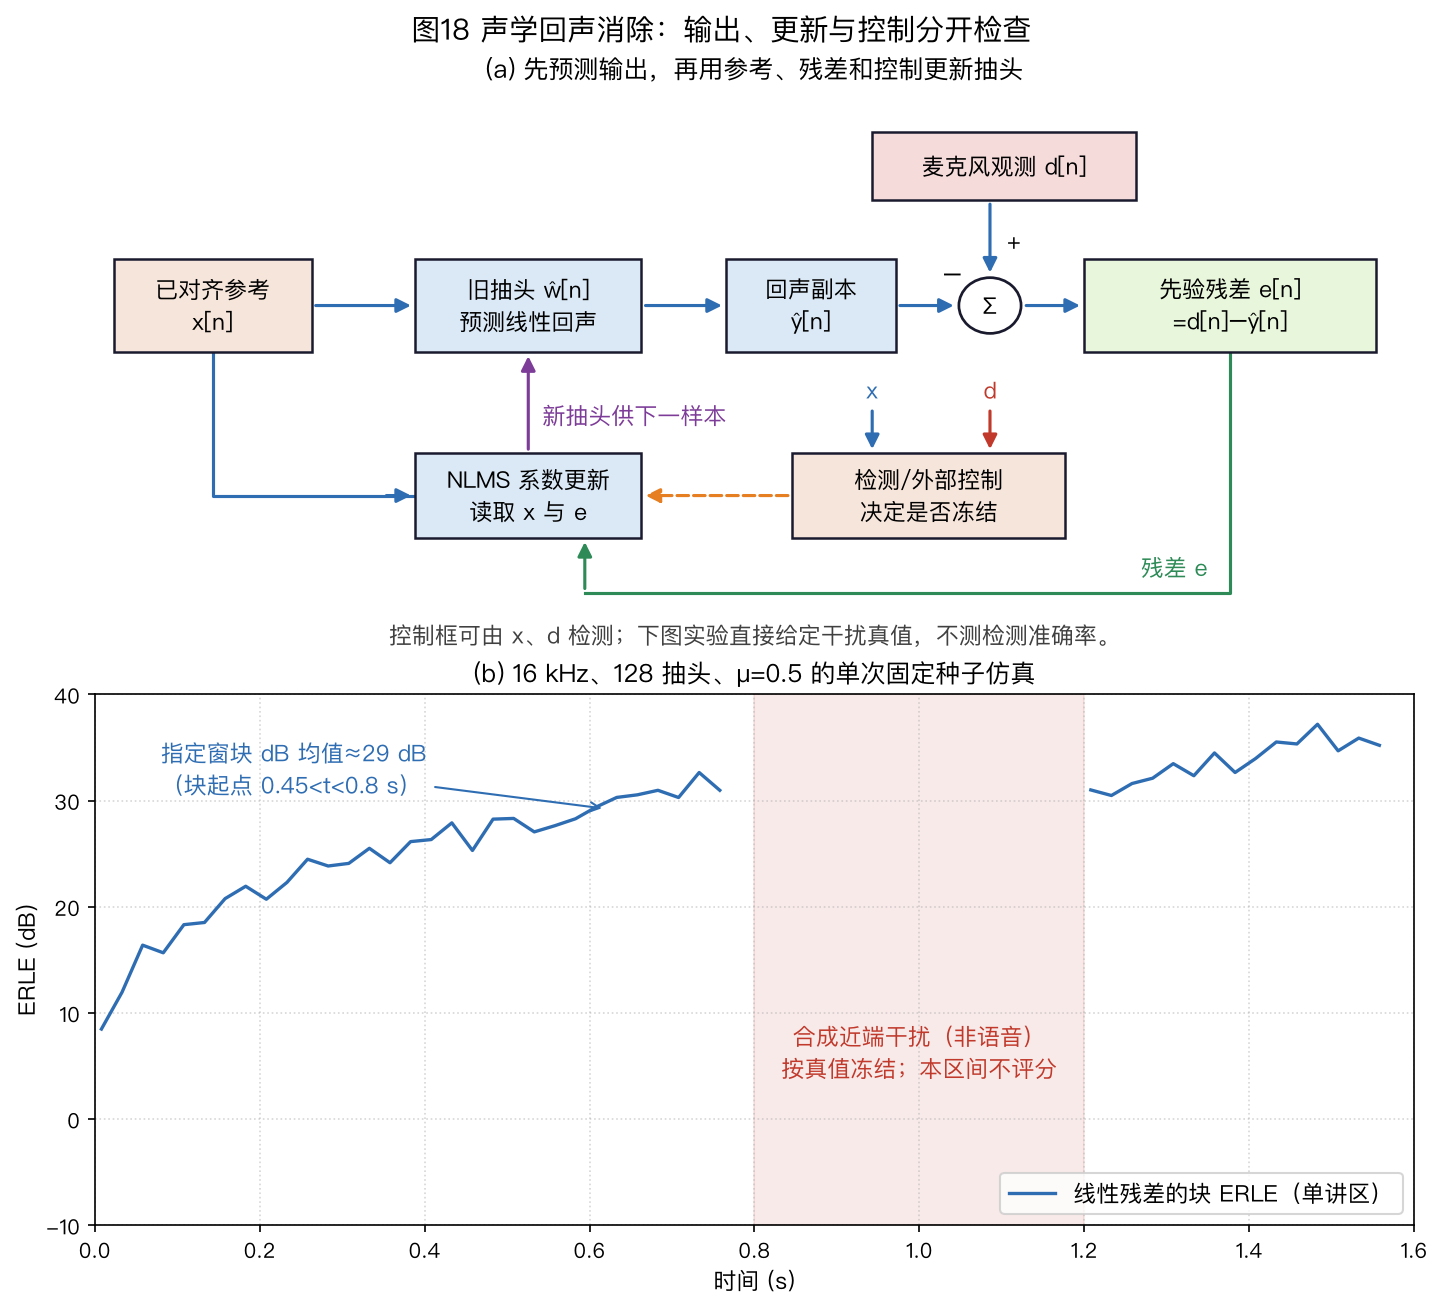 图18 声学回声消除：输出、更新与控制分开检查
(a) 先预测输出，再用参考、残差和控制更新抽头
麦克风观测 d[n]
+
−
已对齐参考
x[n]
旧抽头 ŵ[n]
预测线性回声
回声副本
ŷ[n]
Σ
先验残差 e[n]
=d[n]−ŷ[n]
x
d
新抽头供下一样本
NLMS 系数更新
读取 x 与 e
检测/外部控制
决定是否冻结
残差 e
控制框可由 x、d 检测；下图实验直接给定干扰真值，不测检测准确率。
(b) 16 kHz、128 抽头、μ=0.5 的单次固定种子仿真
40
30
20
10
0
−10
ERLE (dB)
指定窗块 dB 均值≈29 dB
(块起点 0.45<t<0.8 s)
合成近端干扰（非语音）
按真值冻结；本区间不评分
线性残差的块 ERLE（单讲区）
0.0
0.2
0.4
0.6
0.8
1.0
1.2
1.4
1.6
时间 (s)